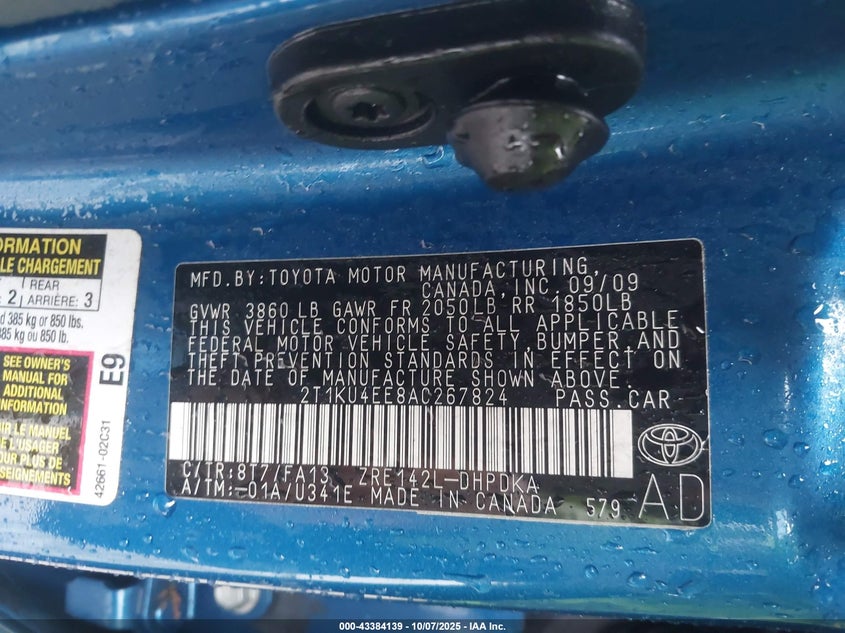 ORMATION
LE CHARGEMENT
REAR
2 ARRIÈRE: 3
d 385 kg or 850 lbs.
385 kg ou 850 lb.
SEE OWNER'S
MANUAL FOR
ADDITIONAL
INFORMATION
IR LE MANUEL
L'USAGER
POUR PLUS DE
SEIGNEMENTS
E9
42661-02C31
MFD.BY:TOYOTA MOTOR MANUFACTURING,
CANADA, INC. 09/09
GVWR 3860 LB GAWR FR 2050LB RR 1850LB
THIS VEHICLE CONFORMS TO ALL APPLICABLE
FEDERAL MOTOR VEHICLE SAFETY, BUMPER, AND
THEFT PREVENTION STANDARDS IN EFFECT ON
THE DATE OF MANUFACTURE SHOWN ABOVE.
2T1KU4EE8AC267824 PASS.CAR
C/TR:8T7/FA13 ZRE142L-DHPDKA
A/TM:-01A/U341E MADE IN CANADA 579 AD
000-43384139 - 10/07/2025 - IAA Inc.